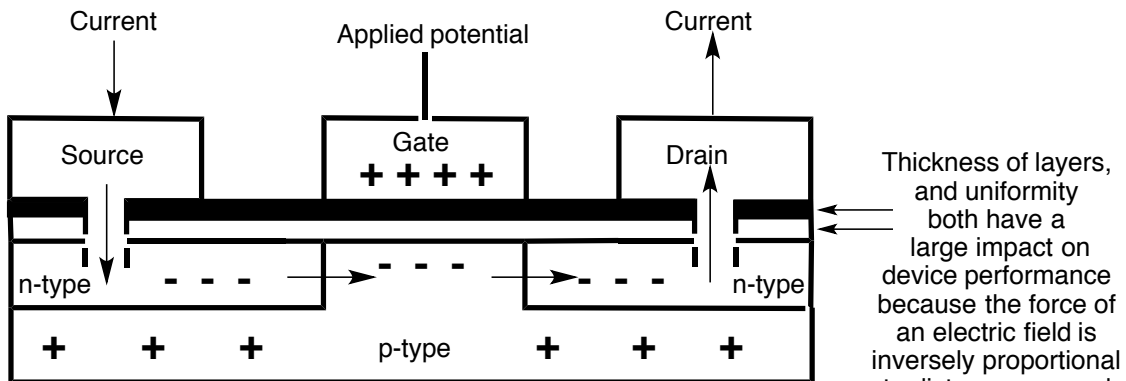 Current
Applied potential
Current
Source
Gate
Drain
+ + + +
n-type
- - -
- - -
- - -
n-type
+ + +
p-type
+ + +
Thickness of layers,
and uniformity
both have a
large impact on
device performance
because the force of
an electric field is
inversely proportional